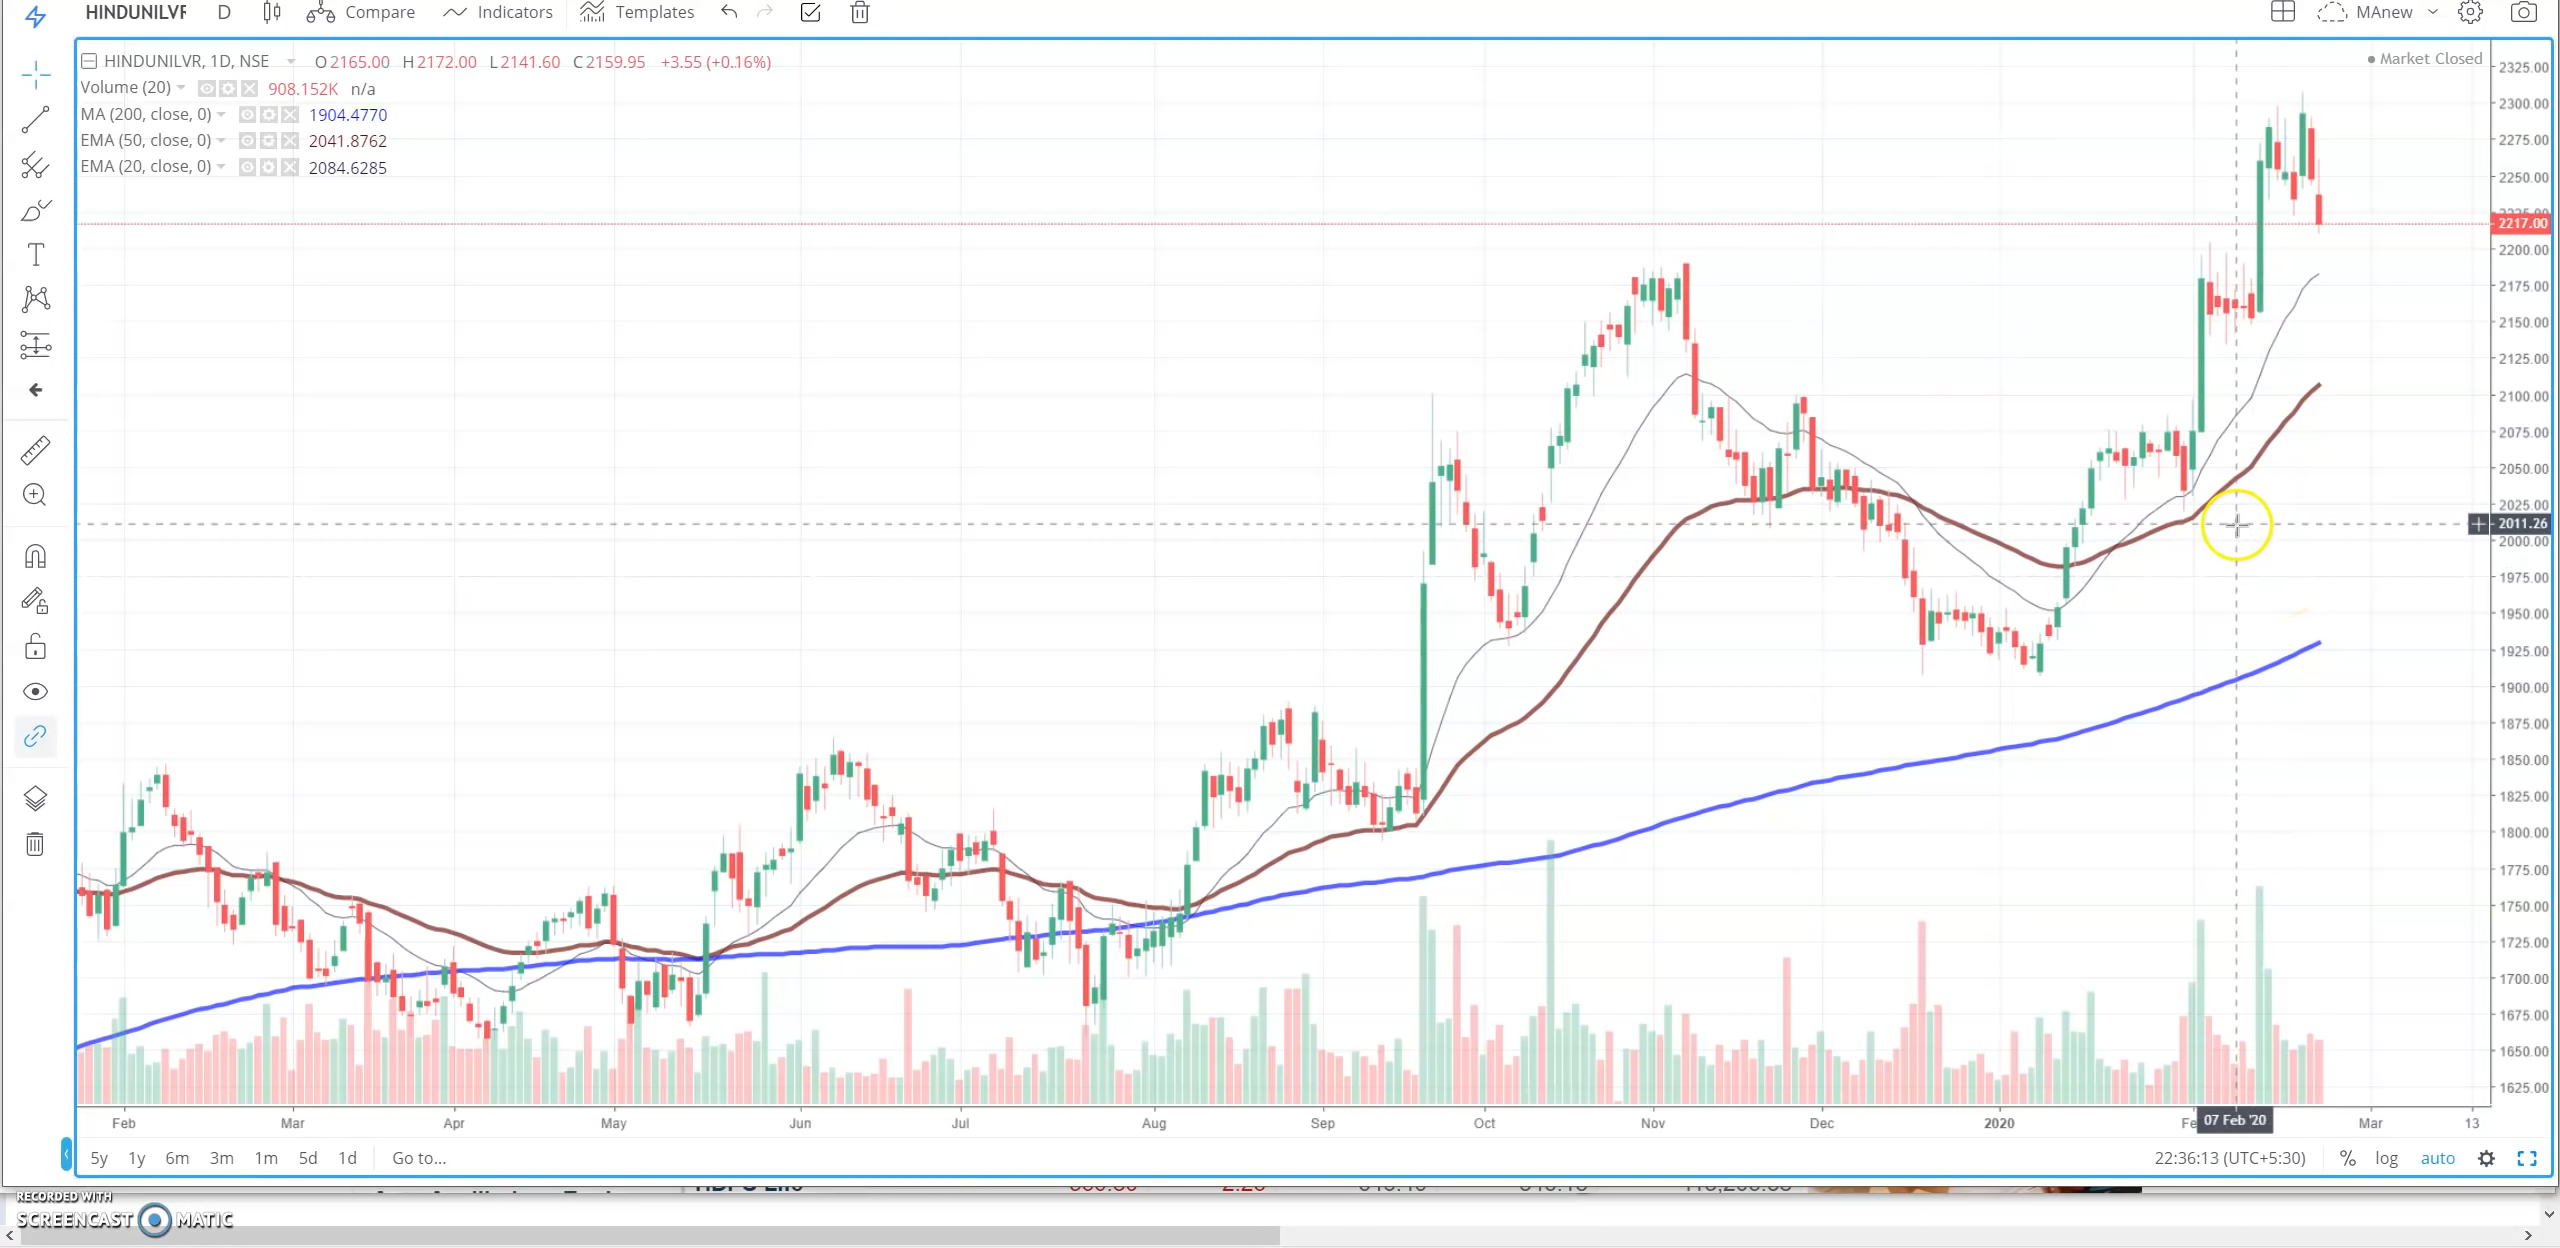 HINDUNILVR D Compare Indicators Templates MAnew
HINDUNILVR, 1D, NSE O2165.00 H2172.00 L2141.60 C2159.95 +3.55 (+0.16%)
Market Closed
Volume (20) 908.152K n/a
MA (200, close, 0) 1904.4770
EMA (50, close, 0) 2041.8762
EMA (20, close, 0) 2084.6285
2325.00
2300.00
2275.00
2250.00
2225.00
2217.00
2200.00
2175.00
2150.00
2125.00
2100.00
2075.00
2050.00
2025.00
2011.26
2000.00
1975.00
1950.00
1925.00
1900.00
1875.00
1850.00
1825.00
1800.00
1775.00
1750.00
1725.00
1700.00
1675.00
1650.00
1625.00
Feb Mar Apr May Jun Jul Aug Sep Oct Nov Dec 2020 Fe 07 Feb '20 Mar 13
5y 1y 6m 3m 1m 5d 1d Go to... 22:36:13 (UTC+5:30) % log auto
RECORDED WITH
SCREENCAST MATIC